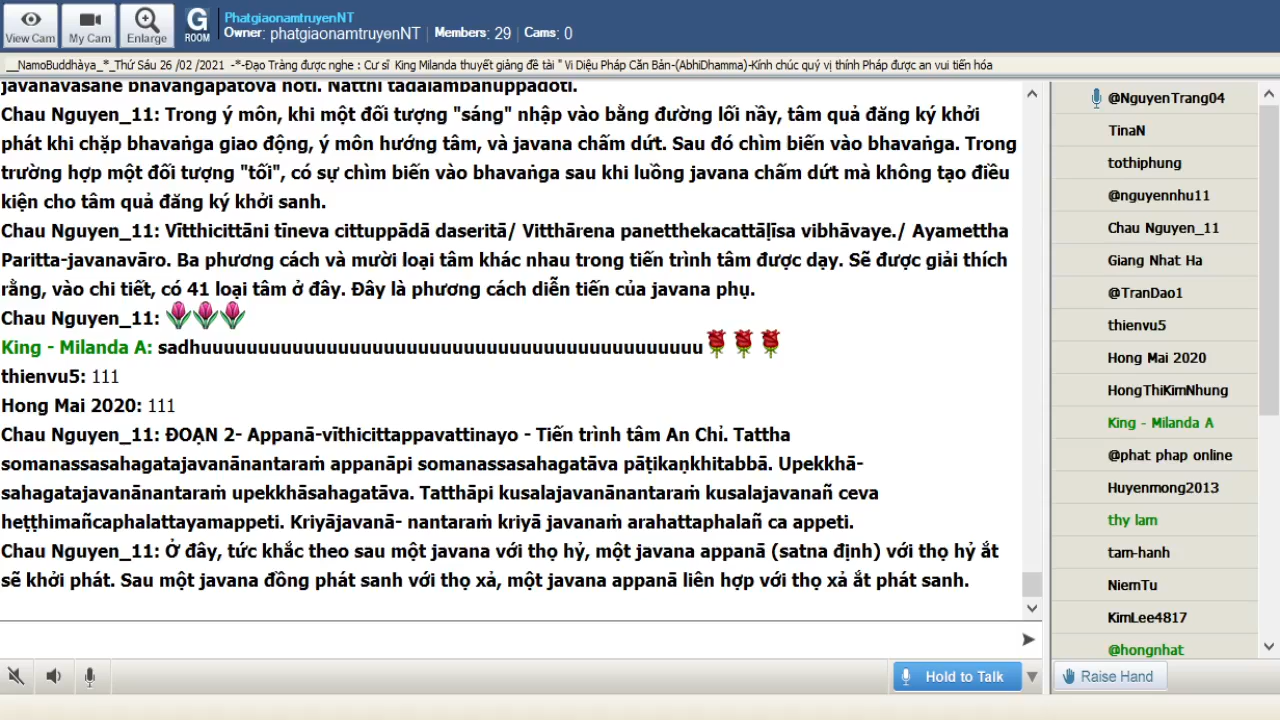 View Cam
My Cam
Enlarge
G
ROOM
PhatgiaonamtruyenNT
Owner: phatgiaonamtruyenNT | Members: 29 | Cams: 0
__NamoBuddhàya_*_Thứ Sáu 26 /02 /2021 -*-Đạo Tràng được nghe : Cư sĩ King Milanda thuyết giảng đề tài " Vi Diệu Pháp Căn Bản-(AbhiDhamma)-Kính chúc quý vị thính Pháp được an vui tiến hóa
javanāvasāne bhavaṅgapātova hoti. Natthi tadālambaṇuppādoti.
Chau Nguyen_11: Trong ý môn, khi một đối tượng "sáng" nhập vào bằng đường lối nầy, tâm quả đăng ký khởi
phát khi chặp bhavaṅga giao động, ý môn hướng tâm, và javana chấm dứt. Sau đó chìm biến vào bhavaṅga. Trong
trường hợp một đối tượng "tối", có sự chìm biến vào bhavaṅga sau khi luồng javana chấm dứt mà không tạo điều
kiện cho tâm quả đăng ký khởi sanh.
Chau Nguyen_11: Vītthicittāni tīneva cittuppādā daseritā/ Vitthārena panetthekacattāḷīsa vibhāvaye./ Ayamettha
Paritta-javanavāro. Ba phương cách và mười loại tâm khác nhau trong tiến trình tâm được dạy. Sẽ được giải thích
rằng, vào chi tiết, có 41 loại tâm ở đây. Đây là phương cách diễn tiến của javana phụ.
Chau Nguyen_11:
King - Milanda A: sadhuuuuuuuuuuuuuuuuuuuuuuuuuuuuuuuuuuuuuuuuuuuu
thienvu5: 111
Hong Mai 2020: 111
Chau Nguyen_11: ĐOẠN 2- Appanā-vīthicittappavattinayo - Tiến trình tâm An Chỉ. Tattha
somanassasahagatajavanānantaraṁ appanāpi somanassasahagatāva pāṭikaṇkhitabbā. Upekkhā-
sahagatajavanānantaraṁ upekkhāsahagatāva. Tatthāpi kusalajavanānantaraṁ kusalajavanañ ceva
heṭṭhimañcaphalattayamappeti. Kriyājavanā- nantaraṁ kriyā javanaṁ arahattaphalañ ca appeti.
Chau Nguyen_11: Ở đây, tức khắc theo sau một javana với thọ hỷ, một javana appanā (satna định) với thọ hỷ ắt
sẽ khởi phát. Sau một javana đồng phát sanh với thọ xả, một javana appanā liên hợp với thọ xả ắt phát sanh.
Hold to Talk
@NguyenTrang04
TinaN
tothiphung
@nguyennhu11
Chau Nguyen_11
Giang Nhat Ha
@TranDao1
thienvu5
Hong Mai 2020
HongThiKimNhung
King - Milanda A
@phat phap online
Huyenmong2013
thy lam
tam-hanh
NiemTu
KimLee4817
@hongnhat
Raise Hand